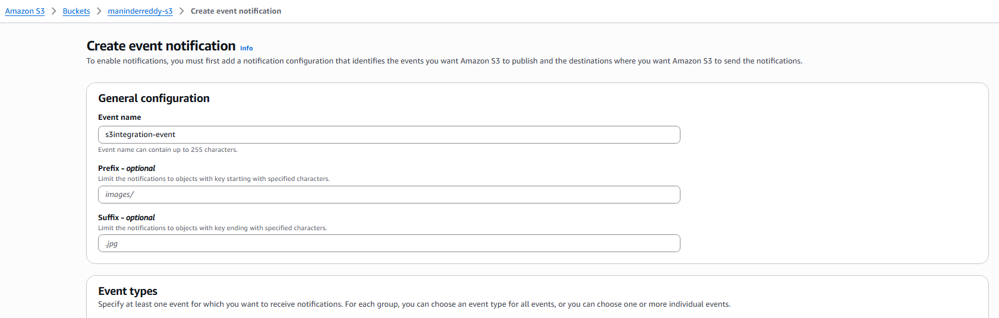 Amazon S3 > Buckets > maninderreddy-s3 > Create event notification
Create event notification Info
To enable notifications, you must first add a notification configuration that identifies the events you want Amazon S3 to publish and the destinations where you want Amazon S3 to send the notifications.
General configuration
Event name
s3integration-event
Event name can contain up to 255 characters.
Prefix - optional
Limit the notifications to objects with key starting with specified characters.
images/
Suffix - optional
Limit the notifications to objects with key ending with specified characters.
.jpg
Event types
Specify at least one event for which you want to receive notifications. For each group, you can choose an event type for all events, or you can choose one or more individual events.